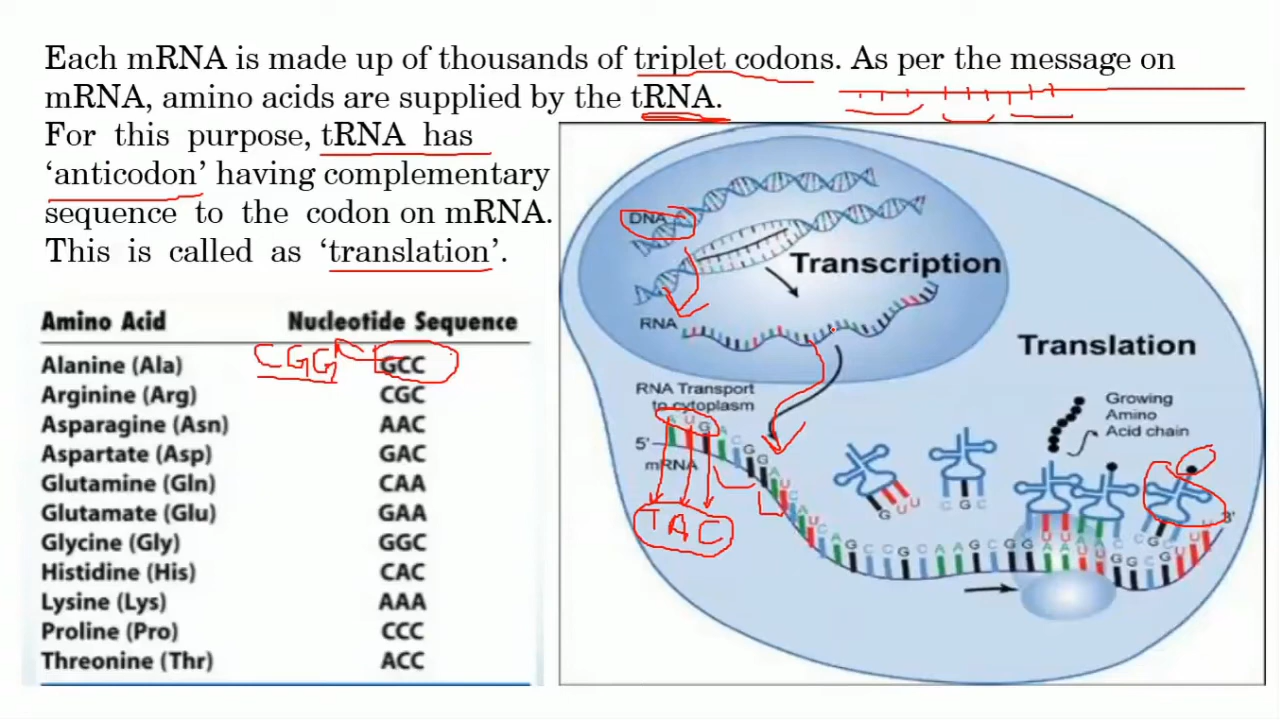 Each mRNA is made up of thousands of triplet codons. As per the message on
mRNA, amino acids are supplied by the tRNA.
For this purpose, tRNA has
‘anticodon’ having complementary
sequence to the codon on mRNA.
This is called as ‘translation’.
Amino Acid Nucleotide Sequence
Alanine (Ala) CGG GCC
Arginine (Arg) CGC
Asparagine (Asn) AAC
Aspartate (Asp) GAC
Glutamine (Gln) CAA
Glutamate (Glu) GAA
Glycine (Gly) GGC
Histidine (His) CAC
Lysine (Lys) AAA
Proline (Pro) CCC
Threonine (Thr) ACC
DNA
Transcription
RNA
Translation
RNA Transport
to cytoplasm
Growing
Amino
Acid chain
AUG
5'
mRNA
TAC
GUU
CGC
3'
ACGGAUCAUCAGCCGCAAGCGG